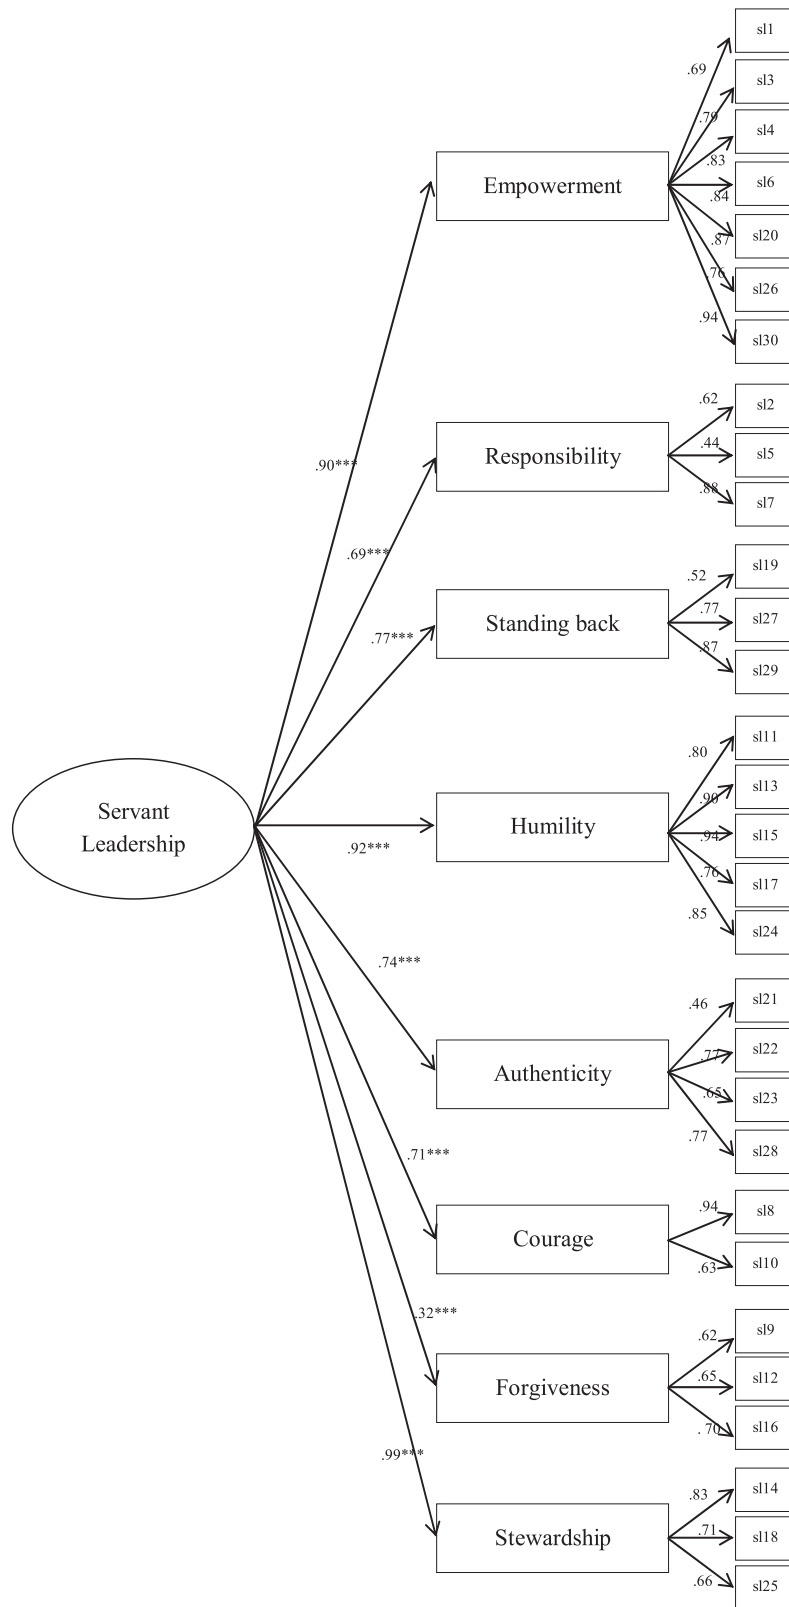 sl1
.69
sl3
.79
sl4
.83
Empowerment
sl6
.84
sl20
.87
.76
sl26
.94
sl30
.62
sl2
.44
sl5
Responsibility
.90***
.88
sl7
.69***
.52
sl19
.77
sl27
Standing back
.77***
.87
sl29
sl11
.80
sl13
.90
Servant
Leadership
Humility
.94
sl15
.92***
.76
sl17
.85
sl24
.74***
.46
sl21
.77
sl22
Authenticity
.65
sl23
.77
sl28
.71***
.94
sl8
Courage
.63
sl10
.32***
.62
sl9
.65
sl12
Forgiveness
. 70
sl16
.99***
.83
sl14
.71
sl18
Stewardship
.66
sl25